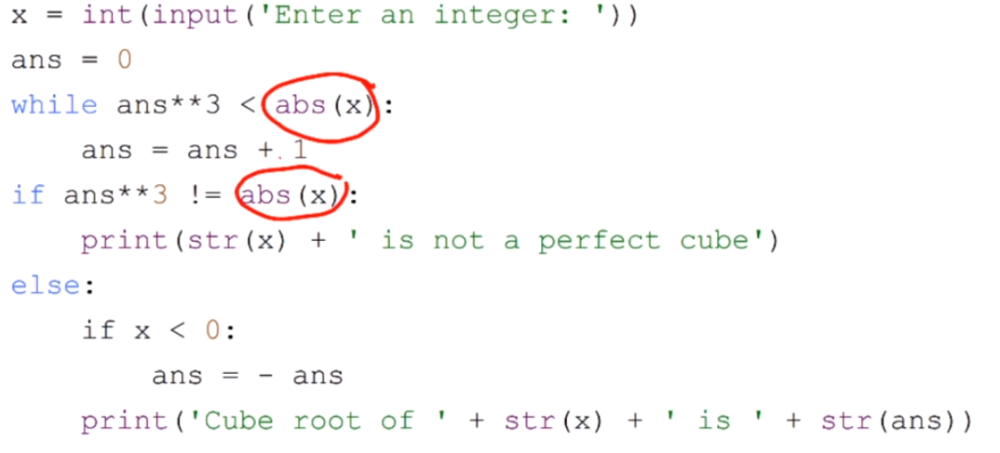 x = int(input('Enter an integer: '))
ans = 0
while ans**3 < abs(x):
    ans = ans +.1
if ans**3 != abs(x):
    print(str(x) + ' is not a perfect cube')
else:
    if x < 0:
        ans = - ans
    print('Cube root of ' + str(x) + ' is ' + str(ans))